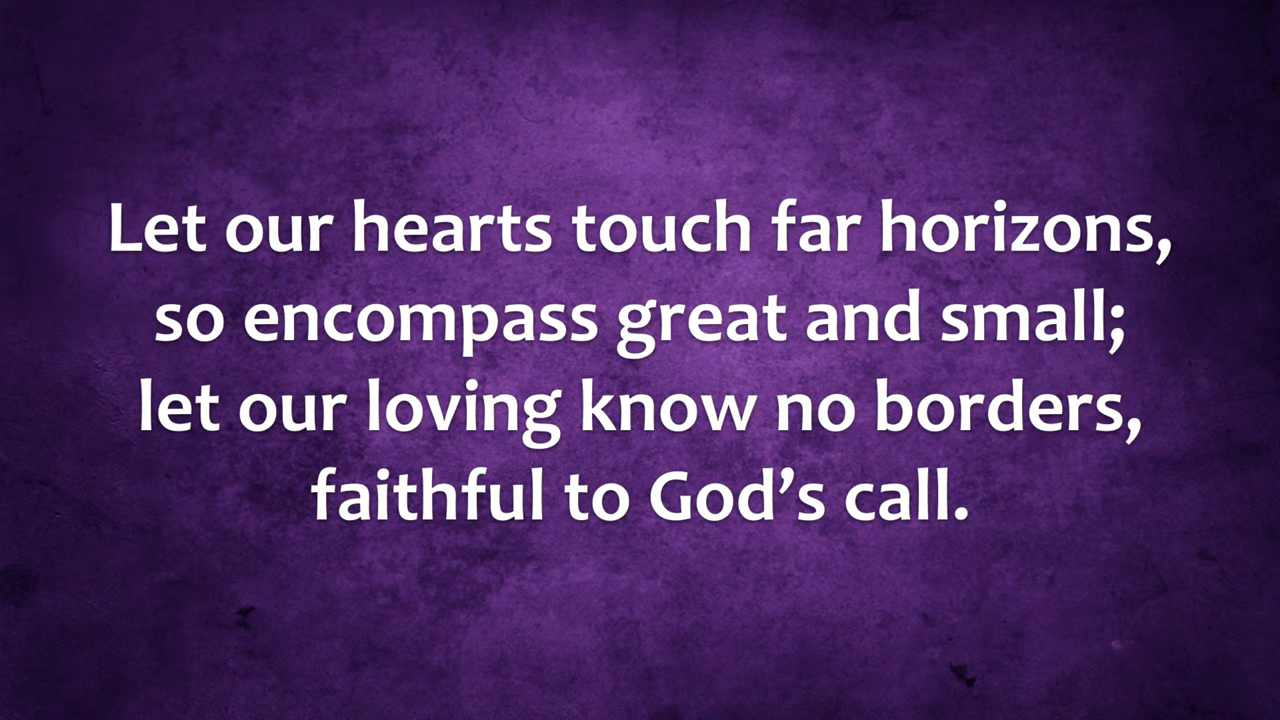 Let our hearts touch far horizons,
so encompass great and small;
let our loving know no borders,
faithful to God’s call.